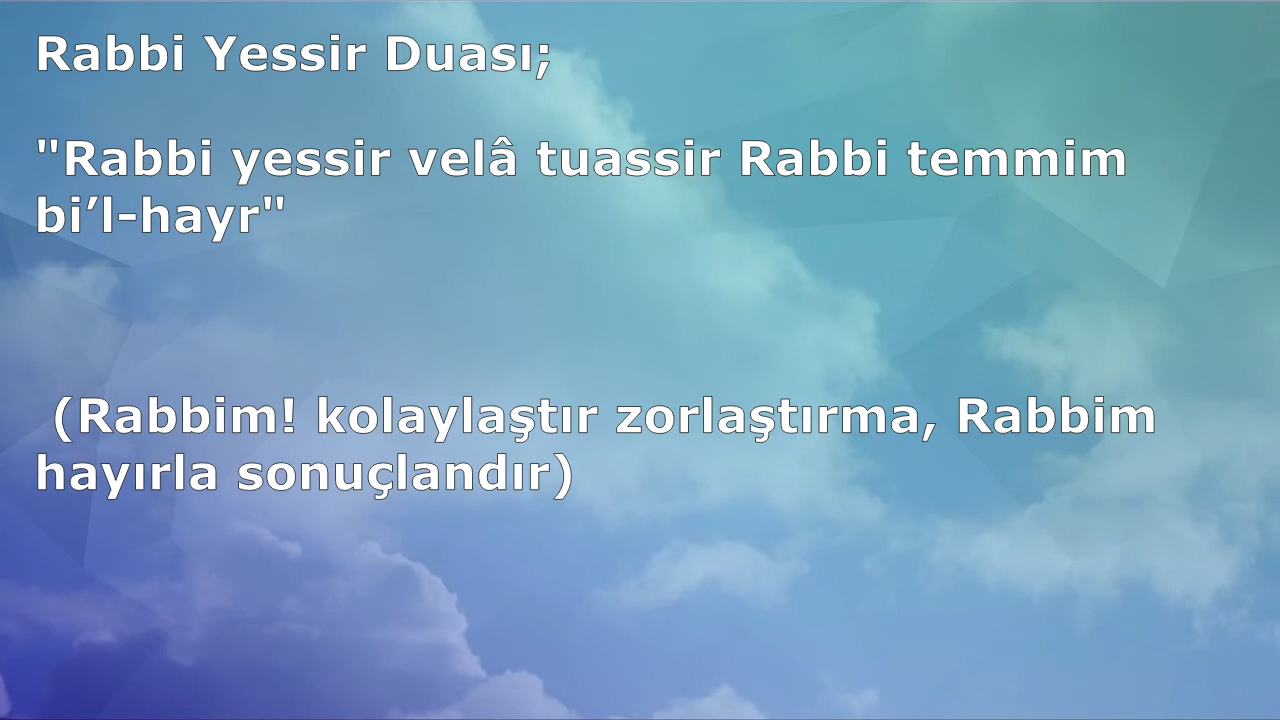 Rabbi Yessir Duası;
"Rabbi yessir velâ tuassir Rabbi temmim
bi’l-hayr"
(Rabbim! kolaylaştır zorlaştırma, Rabbim
hayırla sonuçlandır)